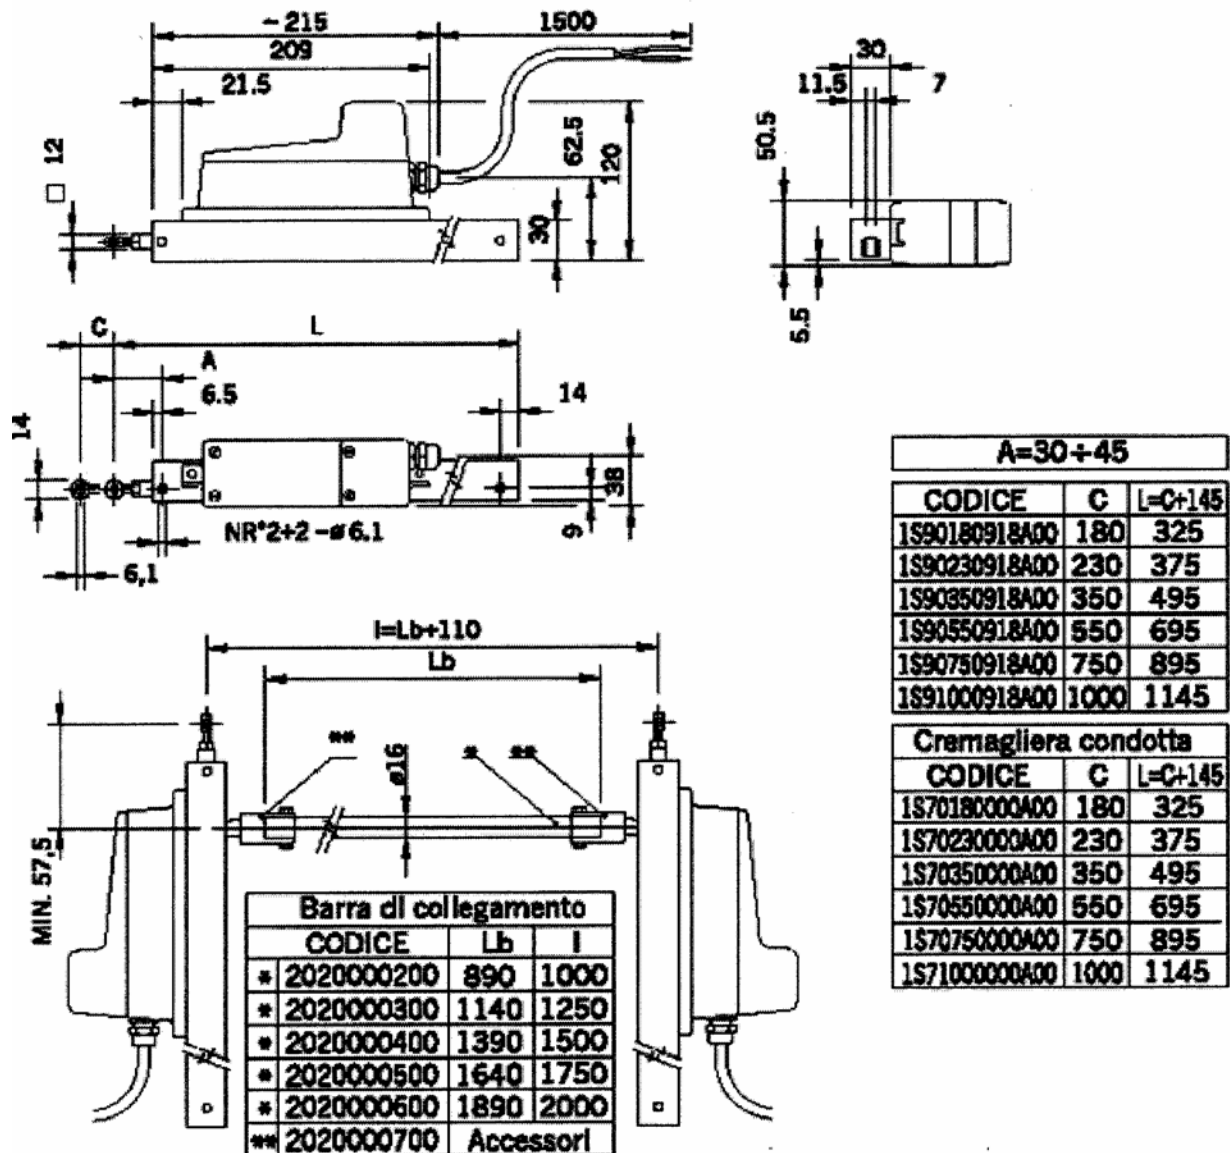 ~215
1500
209
21.5
□ 12
62.5
120
30
30
11.5
7
50.5
5.5
C
L
A
6.5
14
14
38
9
NR°2+2-ø6.1
6,1
A=30÷45
CODICE C L=C+145
1S90180918A00 180 325
1S90230918A00 230 375
1S90350918A00 350 495
1S90550918A00 550 695
1S90750918A00 750 895
1S91000918A00 1000 1145
Cremagliera condotta
CODICE C L=C+145
1S70180000A00 180 325
1S70230000A00 230 375
1S70350000A00 350 495
1S70550000A00 550 695
1S70750000A00 750 895
1S71000000A00 1000 1145
I=Lb+110
Lb
**
ø16
*
**
MIN. 57,5
Barra di collegamento
CODICE Lb I
* 2020000200 890 1000
* 2020000300 1140 1250
* 2020000400 1390 1500
* 2020000500 1640 1750
* 2020000600 1890 2000
** 2020000700 Accessori